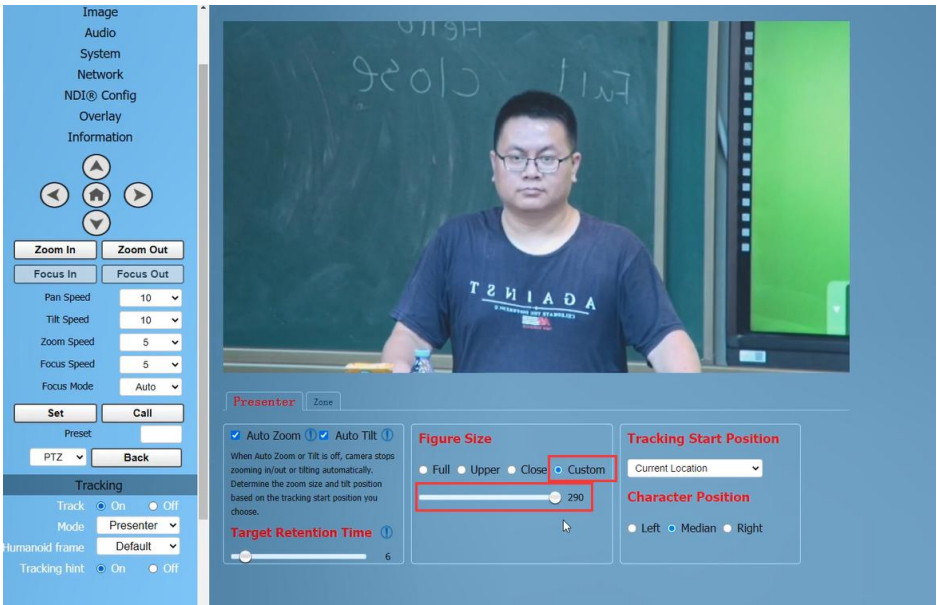 Image
Audio
System
Network
NDI® Config
Overlay
Information
Zoom In Zoom Out
Focus In Focus Out
Pan Speed 10
Tilt Speed 10
Zoom Speed 5
Focus Speed 5
Focus Mode Auto
Set Call
Preset
PTZ Back
Tracking
Track On Off
Mode Presenter
Humanoid frame Default
Tracking hint On Off
Hello
Full close
AGAINST
Presenter Zone
Auto Zoom Auto Tilt
When Auto Zoom or Tilt is off, camera stops
zooming in/out or tilting automatically.
Determine the zoom size and tilt position
based on the tracking start position you
choose.
Target Retention Time
6
Figure Size
Full Upper Close Custom
290
Tracking Start Position
Current Location
Character Position
Left Median Right